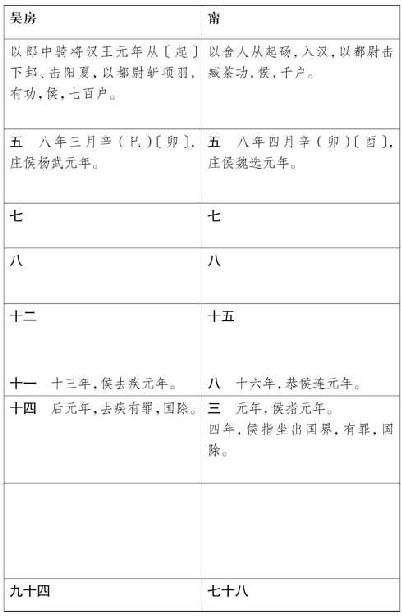 吴房
南
以郎中骑将汉王元年从〔起〕
下邽、击阳夏,以都尉斩项羽,
有功,侯,七百户。
以舍人从起砀,入汉,以都尉击
臧荼功,侯,千户。
五 八年三月辛(巳)〔卯〕,
庄侯杨武元年。
五 八年四月辛(卯)〔酉〕,
庄侯魏选元年。
七
七
八
八
十二
十一 十三年,侯去疾元年。
十五
八 十六年,恭侯连元年。
十四 后元年,去疾有罪,国除。
三 元年,侯指元年。
四年,侯指坐出国界,有罪,国
除。
九十四
七十八